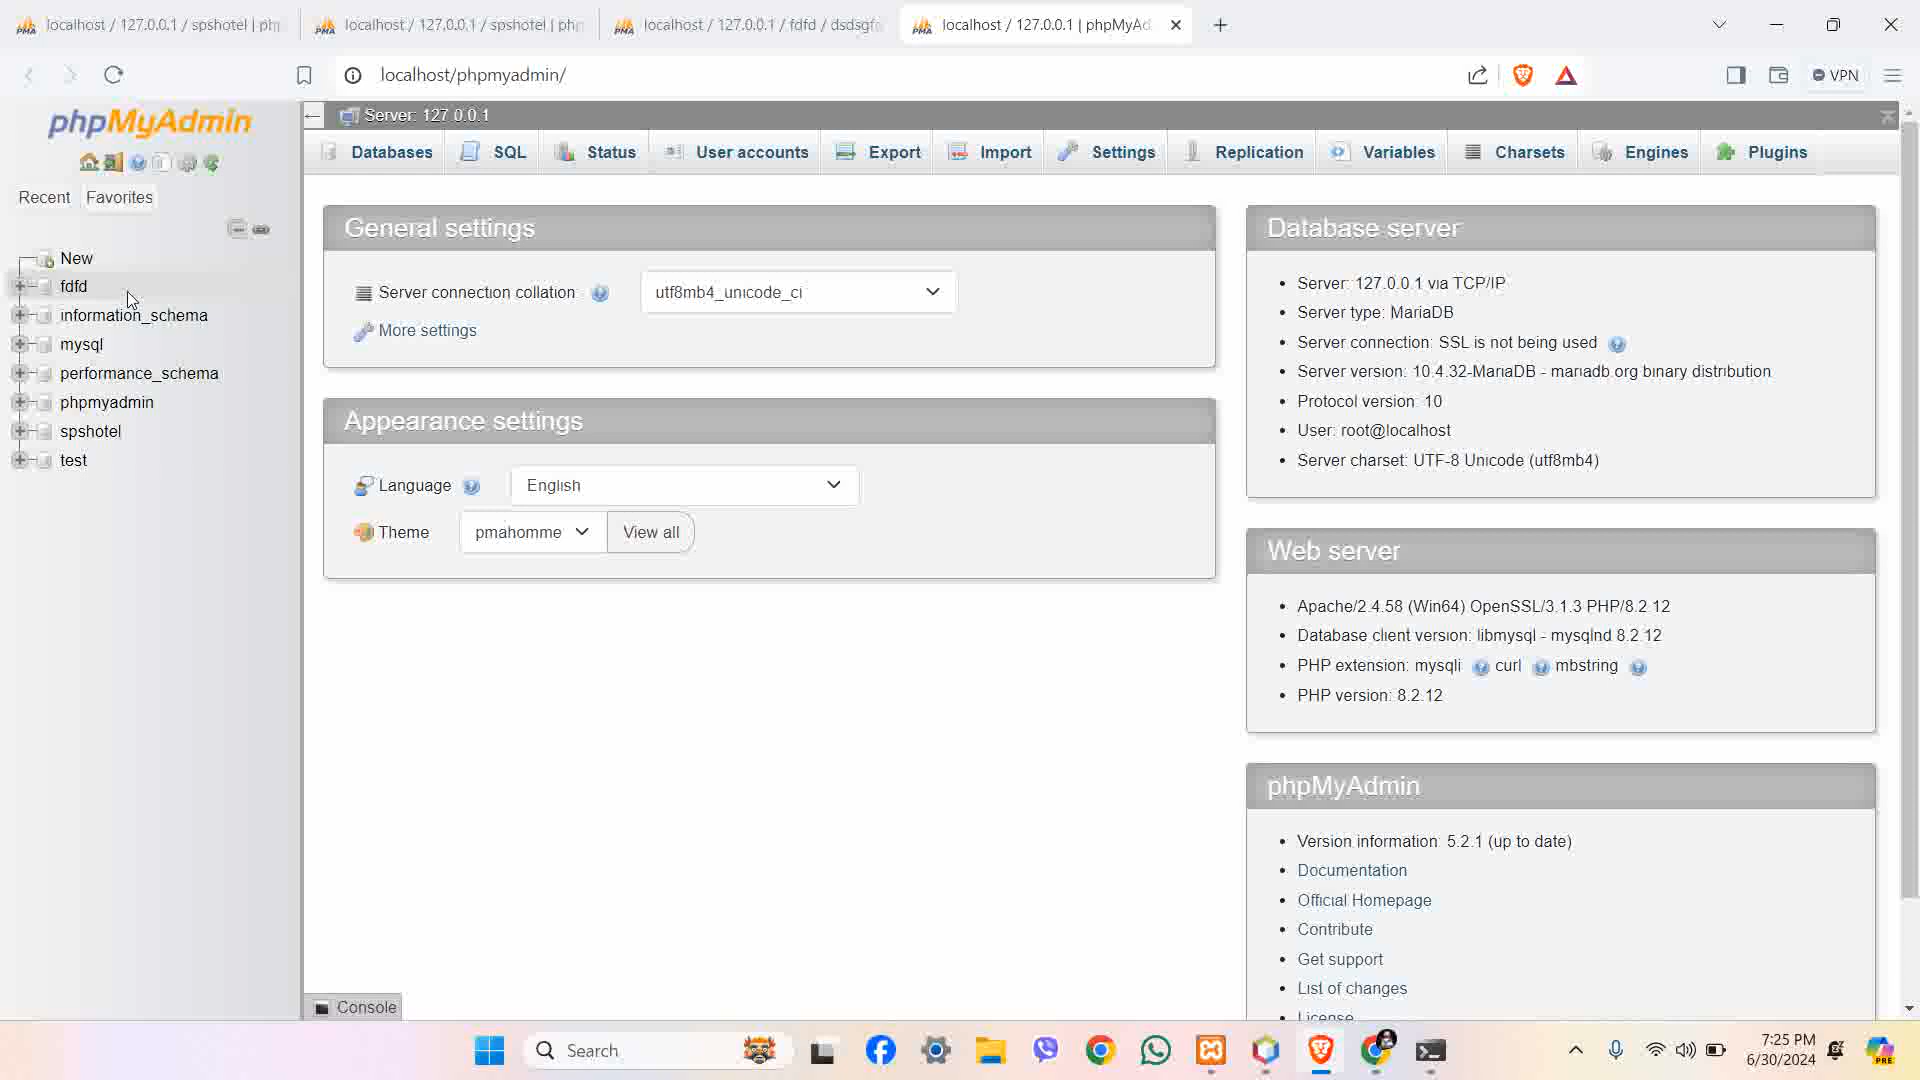 localhost / 127.0.0.1 / spshotel | php
localhost / 127.0.0.1 / spshotel | php
localhost / 127.0.0.1 / fdfd / dsdsgf
localhost / 127.0.0.1 | phpMyAd
localhost/phpmyadmin/
VPN
phpMyAdmin
Recent
Favorites
New
fdfd
information_schema
mysql
performance_schema
phpmyadmin
spshotel
test
Server: 127.0.0.1
Databases
SQL
Status
User accounts
Export
Import
Settings
Replication
Variables
Charsets
Engines
Plugins
General settings
Server connection collation
utf8mb4_unicode_ci
More settings
Appearance settings
Language
English
Theme
pmahomme
View all
Database server
Server: 127.0.0.1 via TCP/IP
Server type: MariaDB
Server connection: SSL is not being used
Server version: 10.4.32-MariaDB - mariadb.org binary distribution
Protocol version: 10
User: root@localhost
Server charset: UTF-8 Unicode (utf8mb4)
Web server
Apache/2.4.58 (Win64) OpenSSL/3.1.3 PHP/8.2.12
Database client version: libmysql - mysqlnd 8.2.12
PHP extension: mysqli curl mbstring
PHP version: 8.2.12
phpMyAdmin
Version information: 5.2.1 (up to date)
Documentation
Official Homepage
Contribute
Get support
List of changes
License
Console
Search
7:25 PM
6/30/2024
PRE